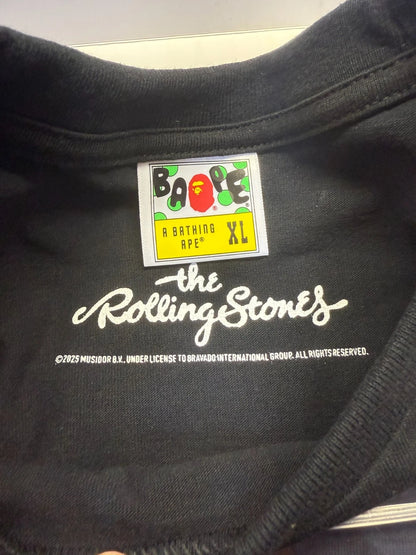 BAPE
A BATHING
APE®
XL
the
Rolling Stones
©2025 MUSIDOR B.V., UNDER LICENSE TO BRAVADO INTERNATIONAL GROUP. ALL RIGHTS RESERVED.